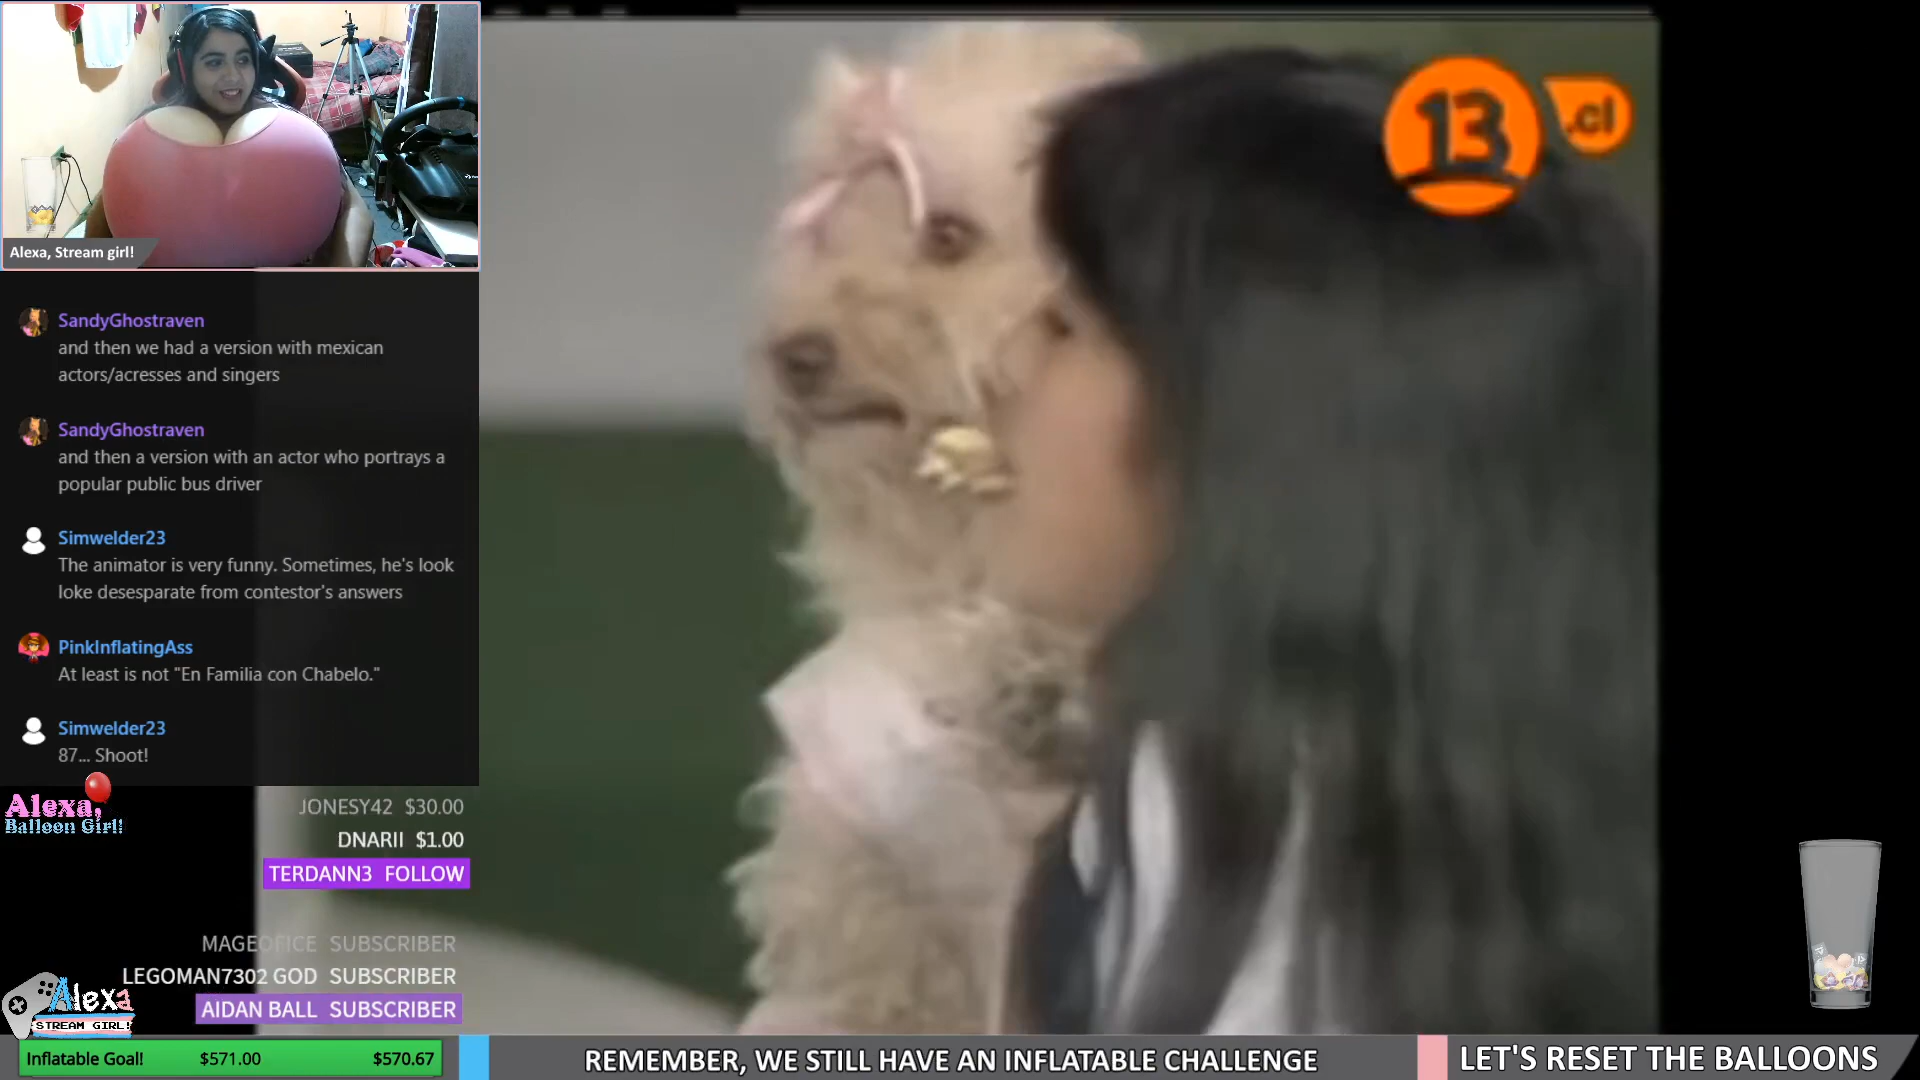 13 .cl
Alexa, Stream girl!
SandyGhostraven
and then we had a version with mexican
actors/acresses and singers
SandyGhostraven
and then a version with an actor who portrays a
popular public bus driver
Simwelder23
The animator is very funny. Sometimes, he's look
loke desesparate from contestor's answers
PinkInflatingAss
At least is not "En Familia con Chabelo."
Simwelder23
87... Shoot!
Alexa,
Balloon Girl!
JONESY42 $30.00
DNARII $1.00
TERDANN3 FOLLOW
MAGEOFICE SUBSCRIBER
LEGOMAN7302 GOD SUBSCRIBER
AIDAN BALL SUBSCRIBER
Alexa
STREAM GIRL!
Inflatable Goal! $571.00 $570.67
REMEMBER, WE STILL HAVE AN INFLATABLE CHALLENGE
LET'S RESET THE BALLOONS